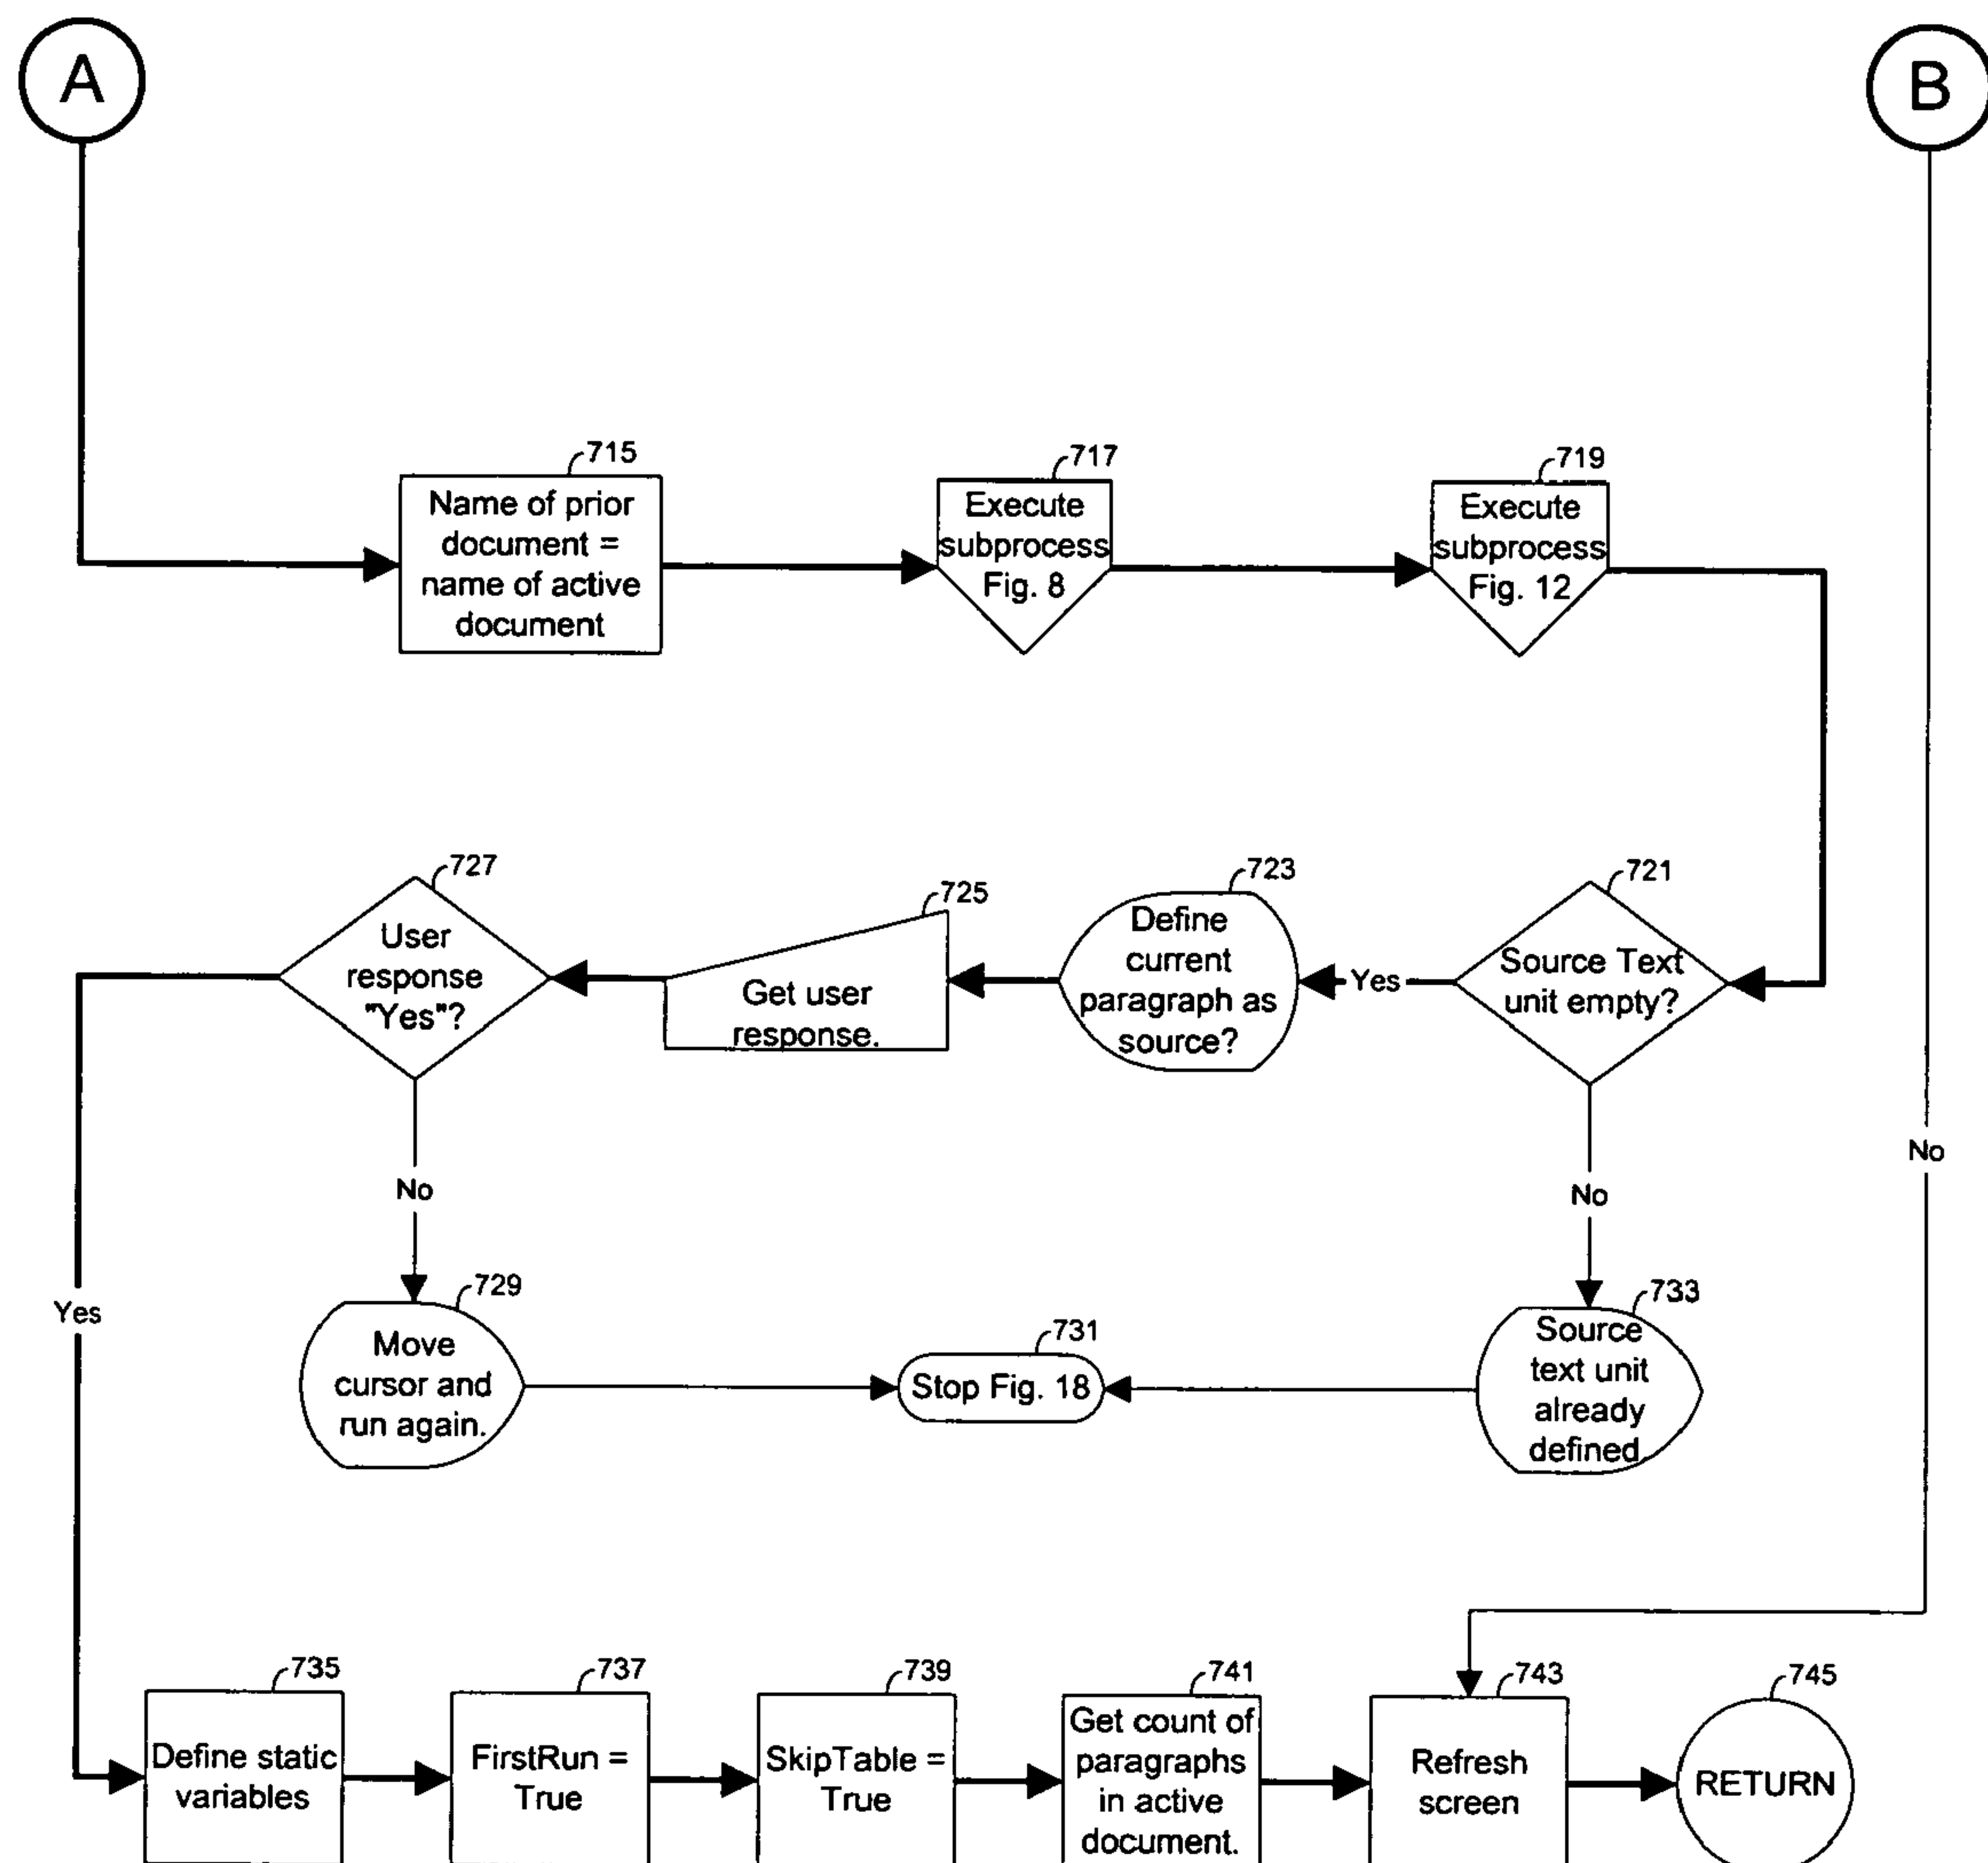 A
B
715
Name of prior
document =
name of active
document
717
Execute
subprocess
Fig. 8
719
Execute
subprocess
Fig. 12
727
User
response
"Yes"?
725
Get user
response.
723
Define
current
paragraph as
source?
Yes
721
Source Text
unit empty?
No
No
No
Yes
729
Move
cursor and
run again.
731
Stop Fig. 18
733
Source
text unit
already
defined
735
Define static
variables
737
FirstRun =
True
739
SkipTable =
True
741
Get count of
paragraphs
in active
document.
743
Refresh
screen
745
RETURN